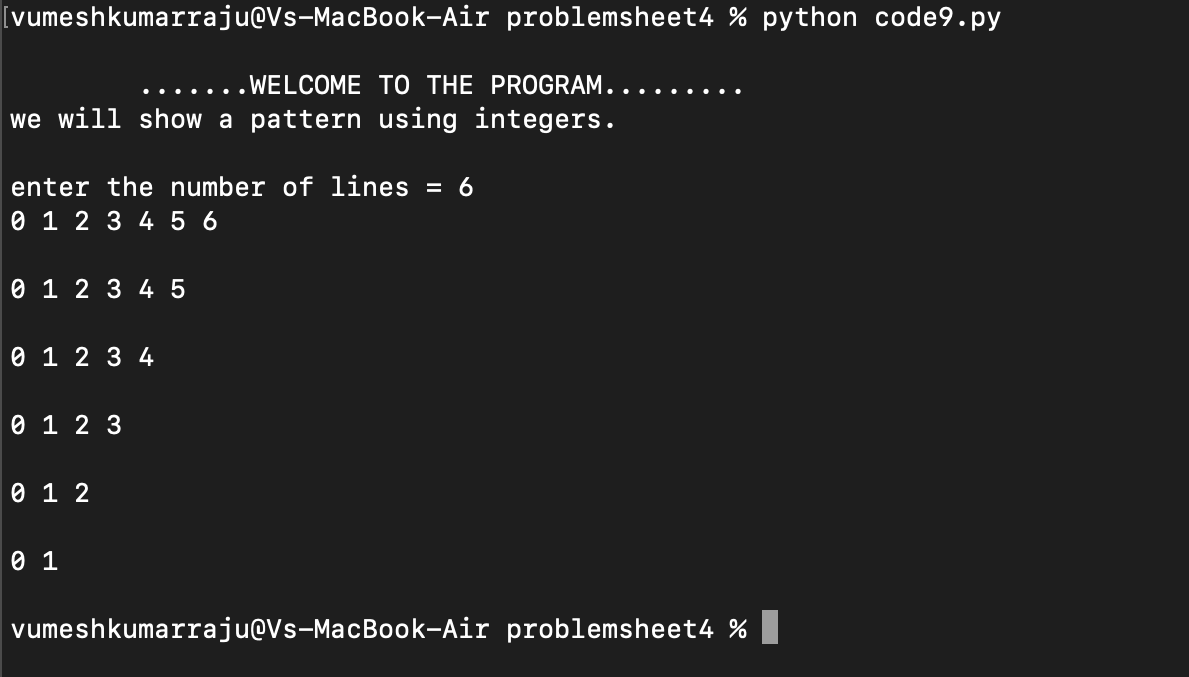 [vumeshkumarraju@Vs-MacBook-Air problemsheet4 % python code9.py
.......WELCOME TO THE PROGRAM.........
we will show a pattern using integers.
enter the number of lines = 6
0 1 2 3 4 5 6
0 1 2 3 4 5
0 1 2 3 4
0 1 2 3
0 1 2
0 1
vumeshkumarraju@Vs-MacBook-Air problemsheet4 %